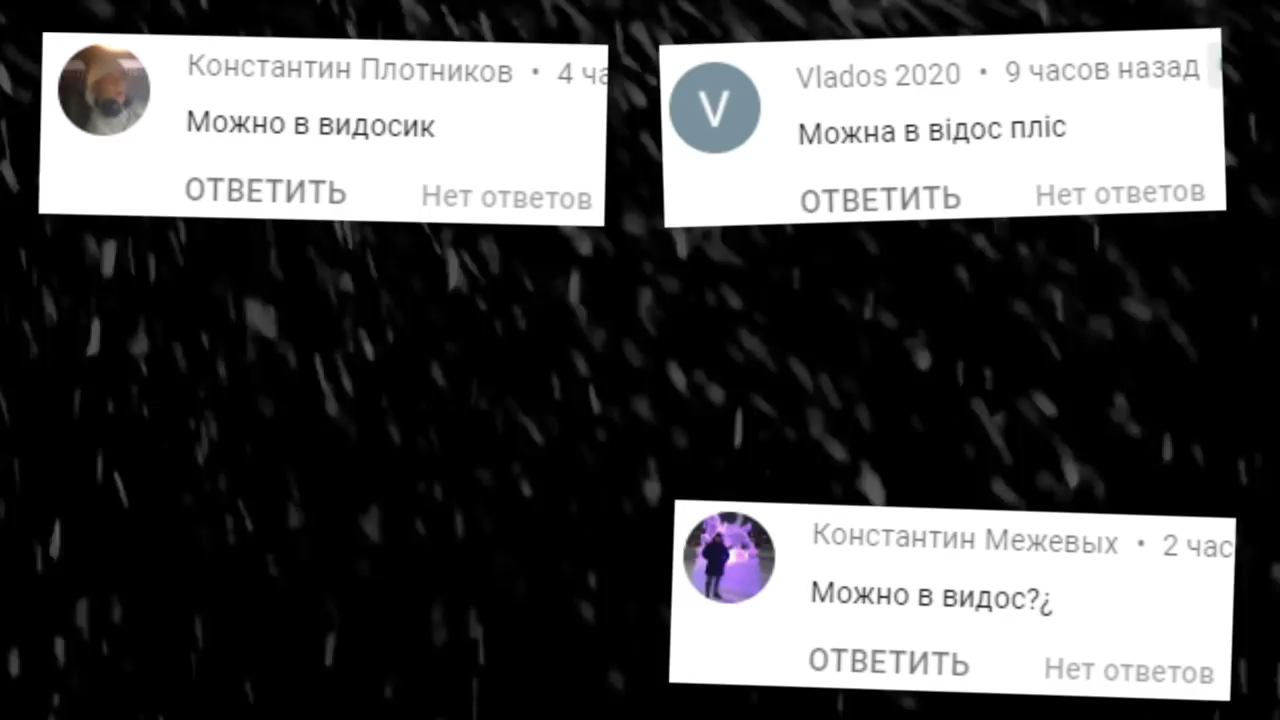 Константин Плотников • 4 ча
Можно в видосик
ОТВЕТИТЬ Нет ответов
V
Vlados 2020 • 9 часов назад
Можна в відос пліс
ОТВЕТИТЬ Нет ответов
Константин Межевых • 2 час
Можно в видос?¿
ОТВЕТИТЬ Нет ответов